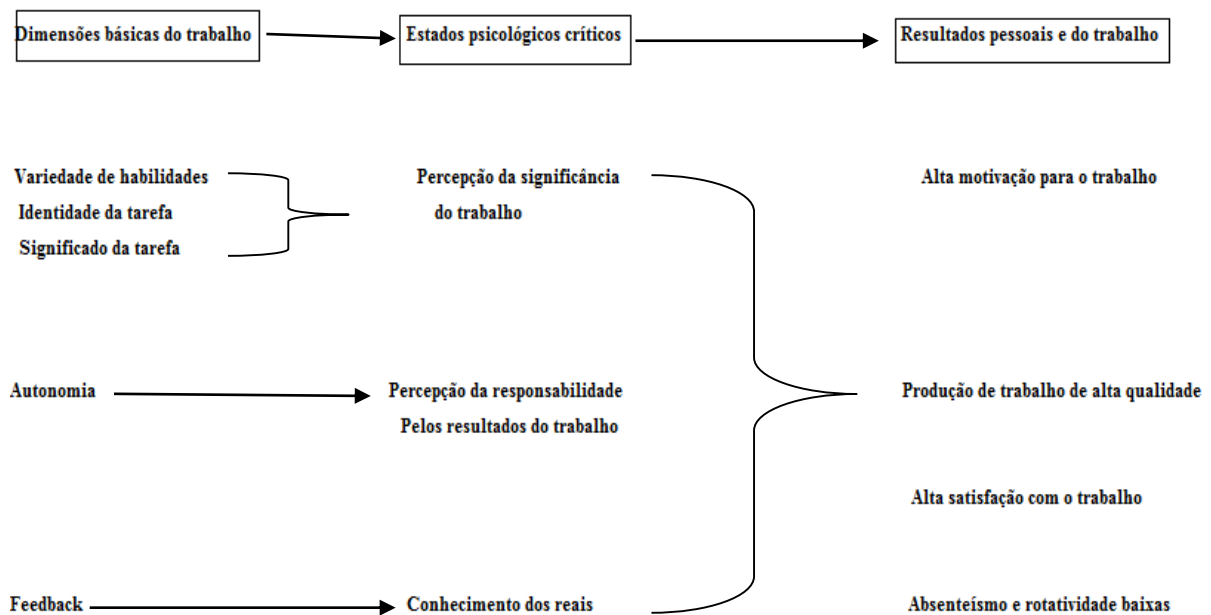 Dimensões básicas do trabalho
Estados psicológicos críticos
Resultados pessoais e do trabalho
Variedade de habilidades
Identidade da tarefa
Significado da tarefa
Percepção da significância
do trabalho
Alta motivação para o trabalho
Autonomia
Percepção da responsabilidade
Pelos resultados do trabalho
Produção de trabalho de alta qualidade
Alta satisfação com o trabalho
Feedback
Conhecimento dos reais
Absenteísmo e rotatividade baixas